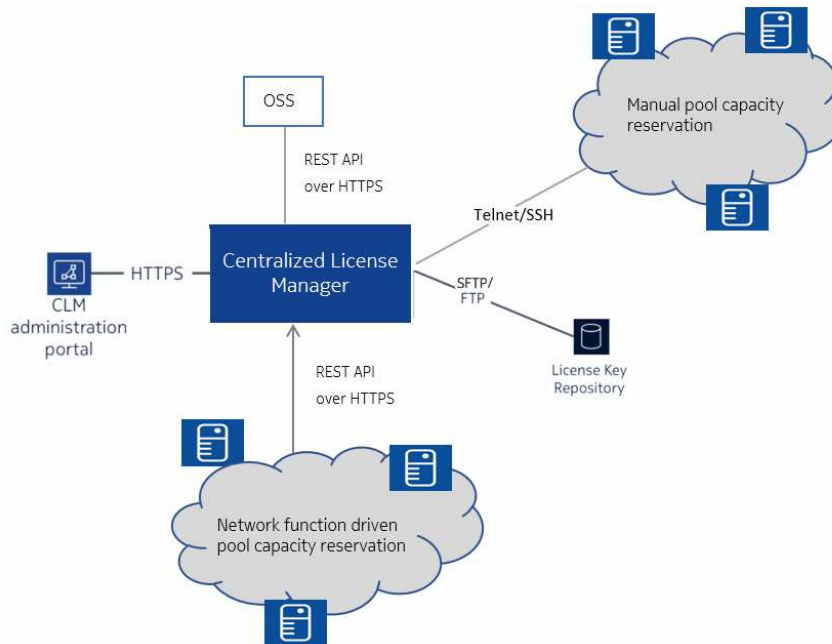 OSS
Manual pool capacity
reservation
REST API
over HTTPS
Telnet/SSH
Centralized License
Manager
HTTPS
CLM
administration
portal
SFTP/
FTP
License Key
Repository
REST API
over HTTPS
Network function driven
pool capacity reservation